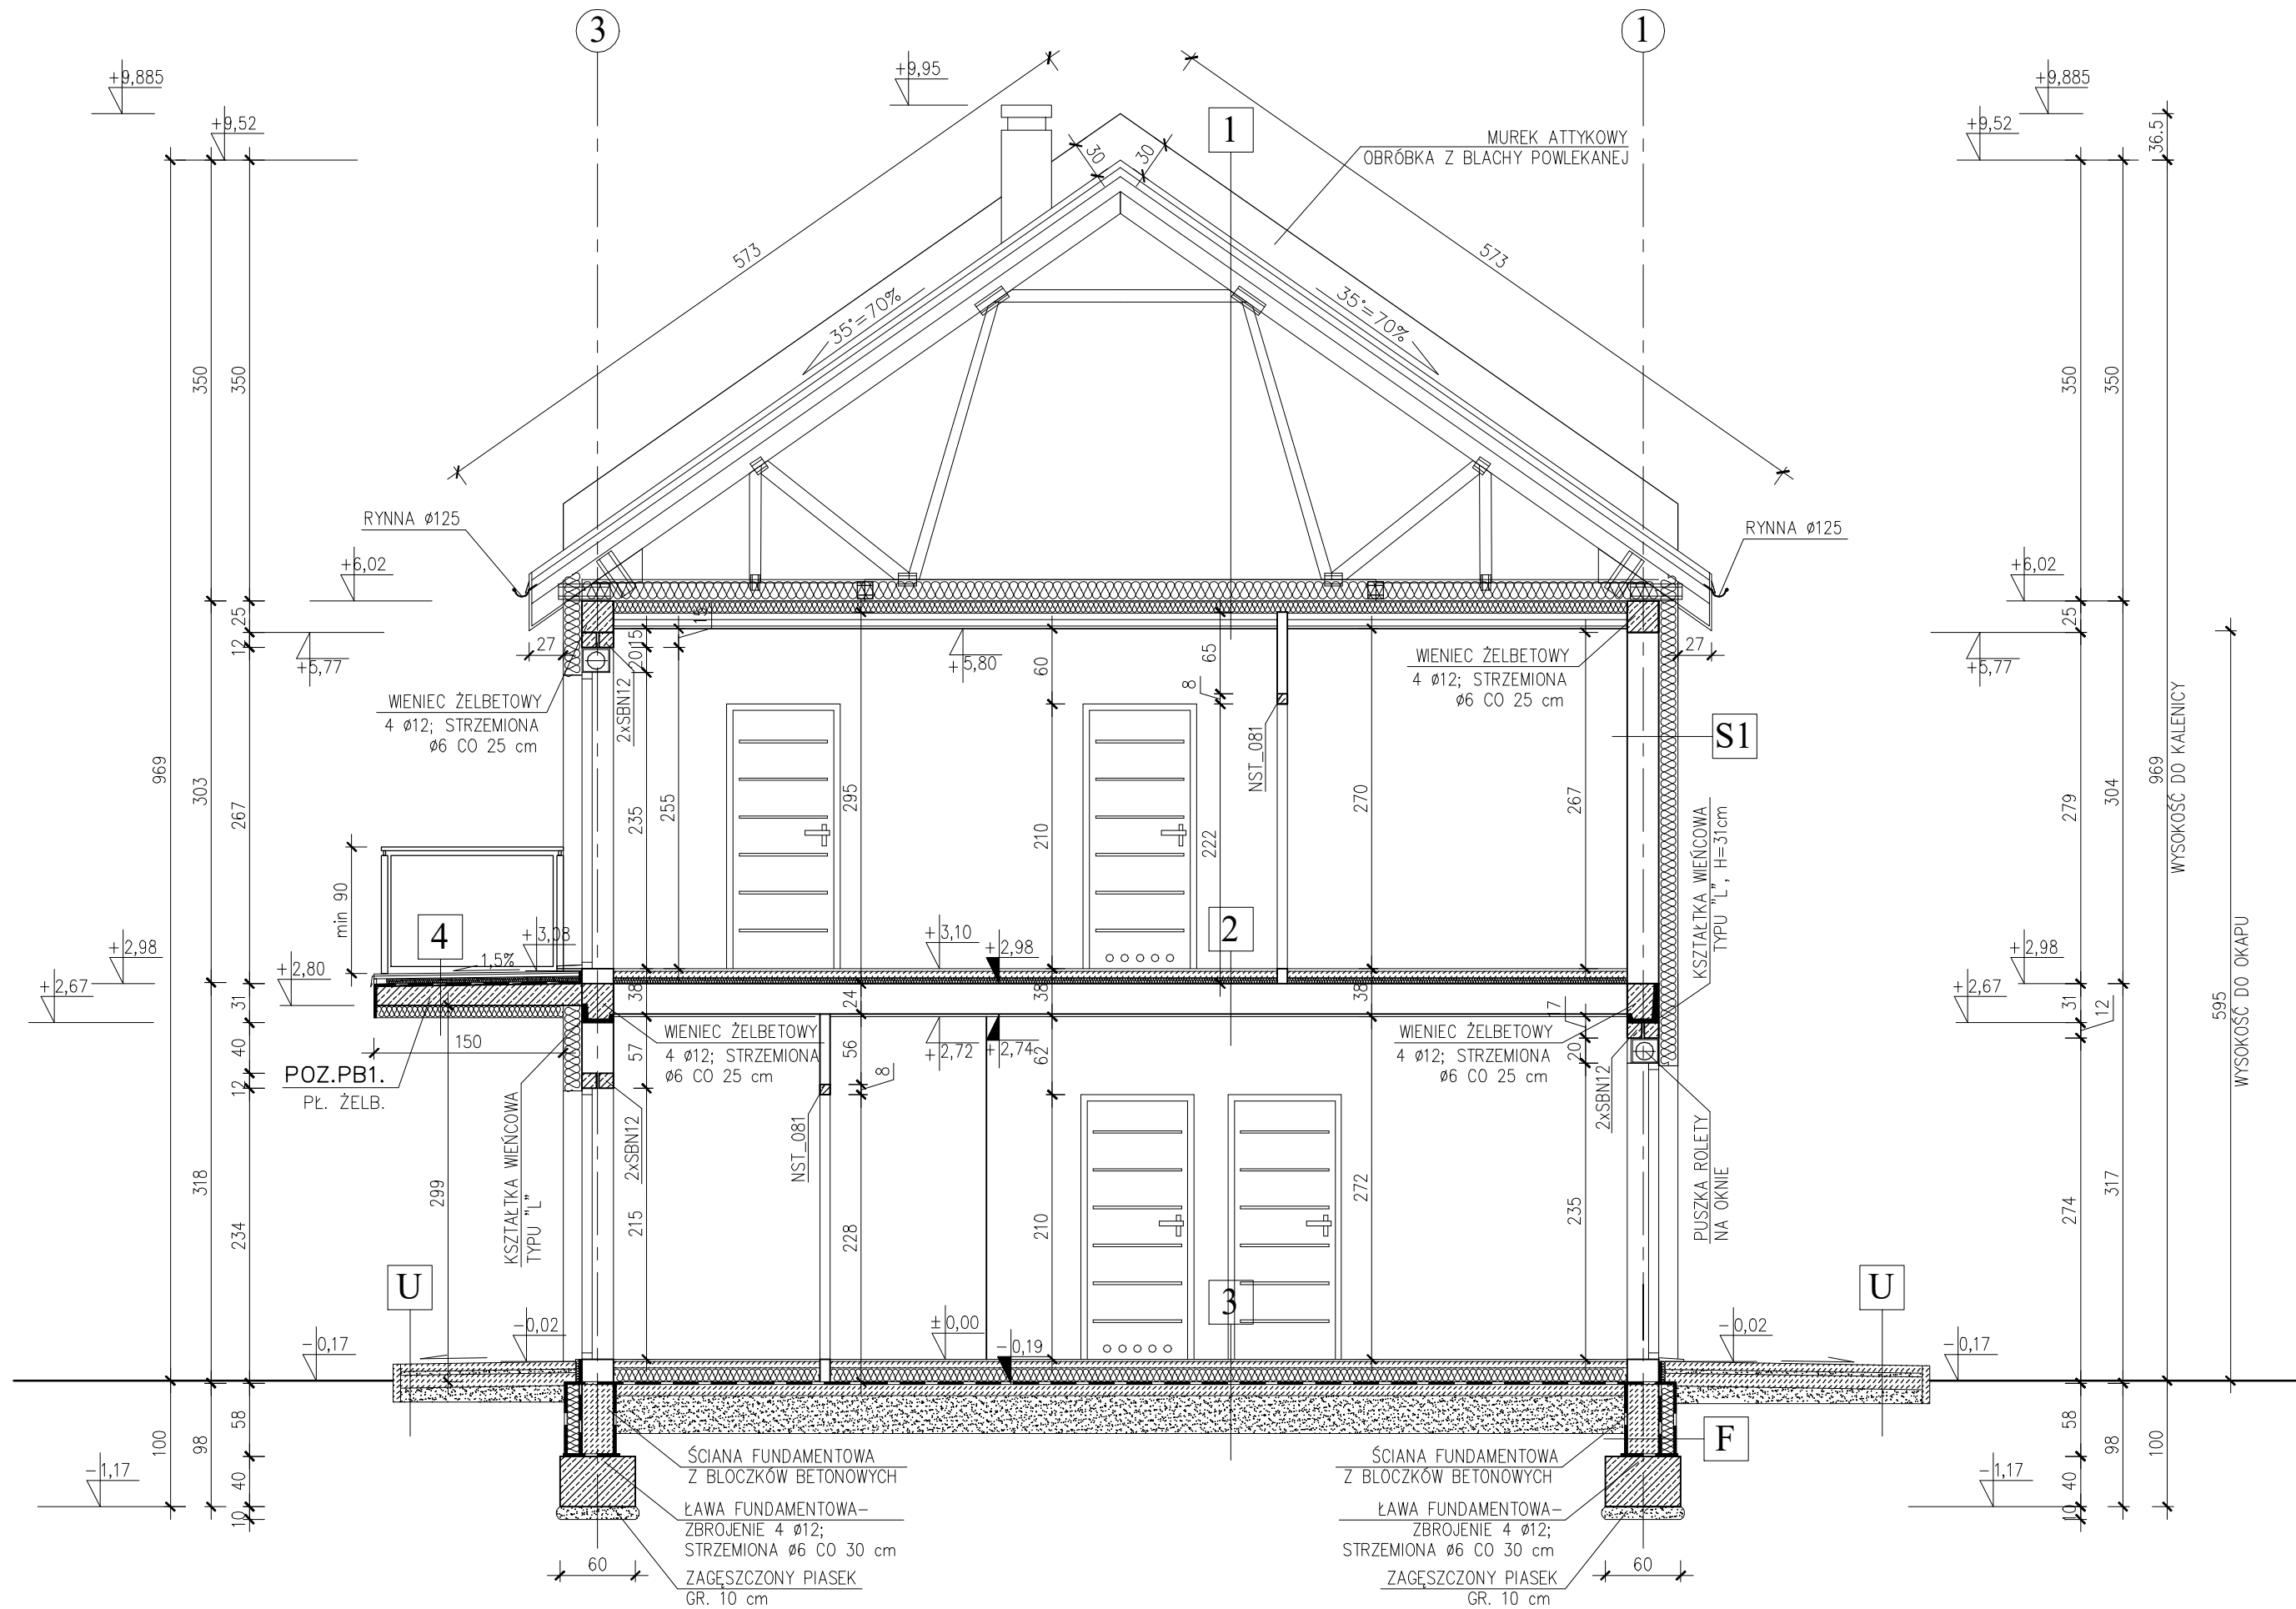 3
1
+9,885
+9,52
+9,95
1
+9,885
+9,52
36.5
MUREK ATTYKOWY
OBRÓBKA Z BLACHY POWLEKANEJ
30
30
573
573
35°=70%
35°=70%
350
350
350
350
RYNNA ø125
RYNNA ø125
+6,02
+6,02
25
12
27
+5,77
15
20
15
+5,80
60
65
8
WIENIEC ŻELBETOWY
4 ø12; STRZEMIONA
ø6 CO 25 cm
27
25
+5,77
WIENIEC ŻELBETOWY
4 ø12; STRZEMIONA
ø6 CO 25 cm
2xSBN12
NST_081
S1
969
303
267
235
255
295
210
222
270
267
KSZTAŁTKA WIEŃCOWA
TYPU "L", H=31cm
279
304
969
WYSOKOŚĆ DO KALENICY
min 90
4
+3,08
1,5%
+3,10
+2,98
2
+2,98
+2,80
+2,67
+2,98
+2,67
595
WYSOKOŚĆ DO OKAPU
31
40
12
38
24
38
38
17
20
31
12
150
POZ.PB1.
PŁ. ŻELB.
WIENIEC ŻELBETOWY
4 ø12; STRZEMIONA
ø6 CO 25 cm
57
56
8
+2,72
+2,74
62
WIENIEC ŻELBETOWY
4 ø12; STRZEMIONA
ø6 CO 25 cm
KSZTAŁTKA WIEŃCOWA
TYPU "L"
2xSBN12
NST_081
2xSBN12
PUSZKA ROLETY
NA OKNIE
318
234
299
215
228
210
272
235
274
317
U
3
U
-0,17
-0,02
±0,00
-0,19
-0,02
-0,17
100
98
58
40
10
-1,17
ŚCIANA FUNDAMENTOWA
Z BLOCZKÓW BETONOWYCH
ŁAWA FUNDAMENTOWA-
ZBROJENIE 4 ø12;
STRZEMIONA ø6 CO 30 cm
ZAGĘSZCZONY PIASEK
GR. 10 cm
60
ŚCIANA FUNDAMENTOWA
Z BLOCZKÓW BETONOWYCH
ŁAWA FUNDAMENTOWA-
ZBROJENIE 4 ø12;
STRZEMIONA ø6 CO 30 cm
ZAGĘSZCZONY PIASEK
GR. 10 cm
60
F
-1,17
58
40
10
98
100